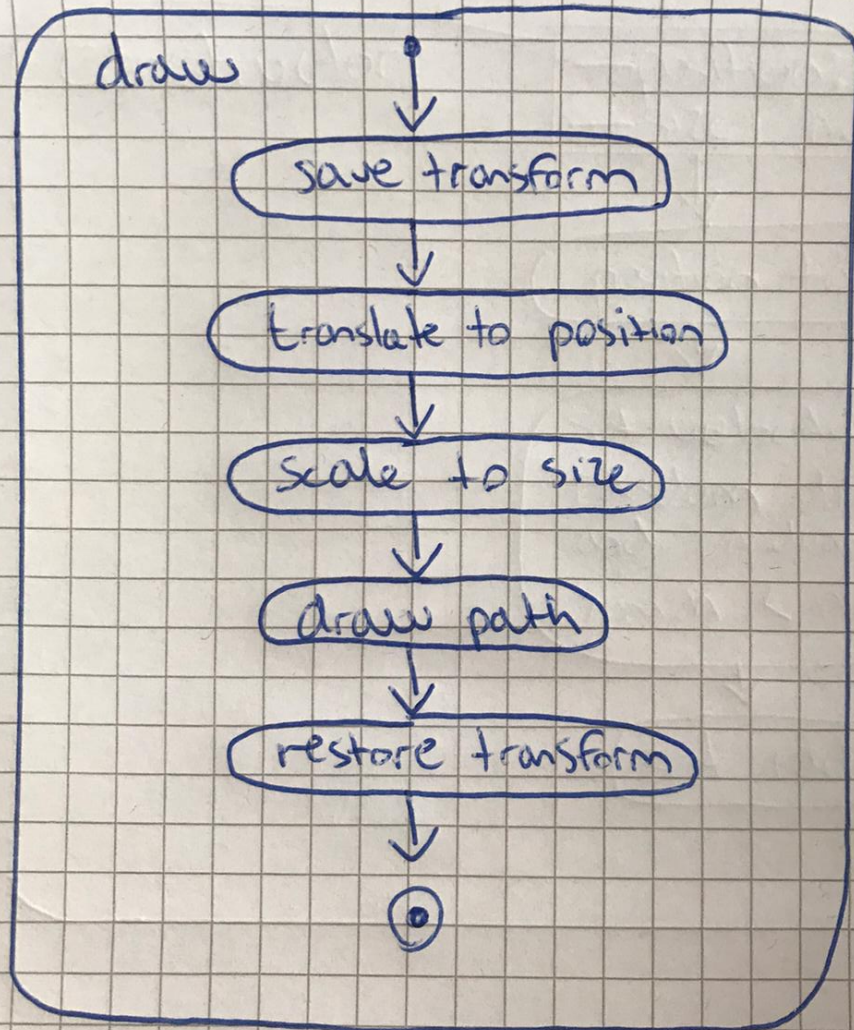 draw
save transform
translate to position
scale to size
draw path
restore transform